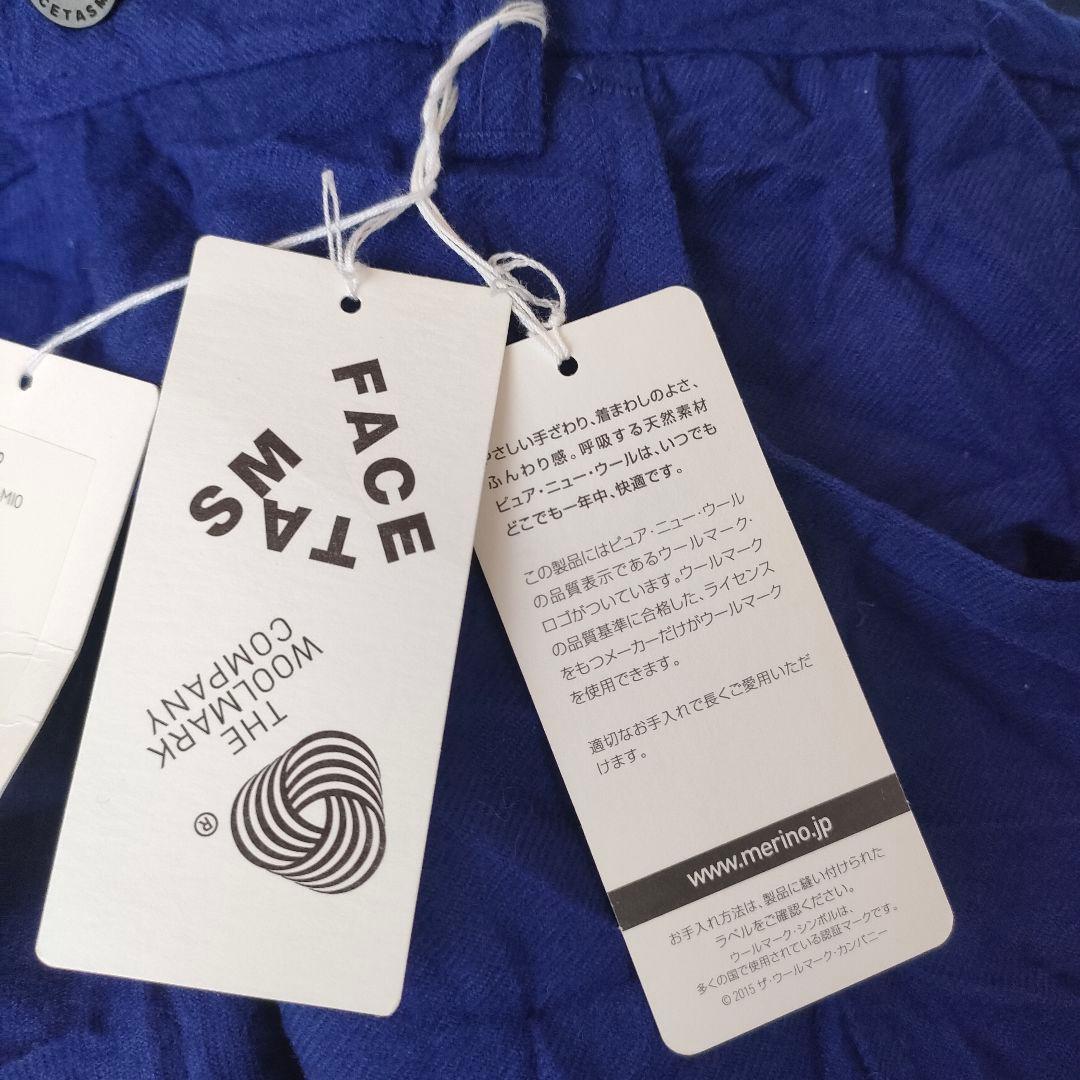 CETASM
MIO
FACE
TAS
M
THE
WOOLMARK
COMPANY
®
さしい手ざわり、着まわしのよさ、
ふんわり感。呼吸する天然素材
ピュア・ニュー・ウールは、いつでも
どこでも一年中、快適です。
この製品にはピュア・ニュー・ウール
の品質表示であるウールマーク・
ロゴがついています。ウールマーク
の品質基準に合格した、ライセンス
をもつメーカーだけがウールマーク
を使用できます。
適切なお手入れで長くご愛用いただ
けます。
www.merino.jp
お手入れ方法は、製品に縫い付けられた
ラベルをご確認ください。
ウールマーク・シンボルは、
多くの国で使用されている認証マークです。
© 2015 ザ・ウールマーク・カンパニー